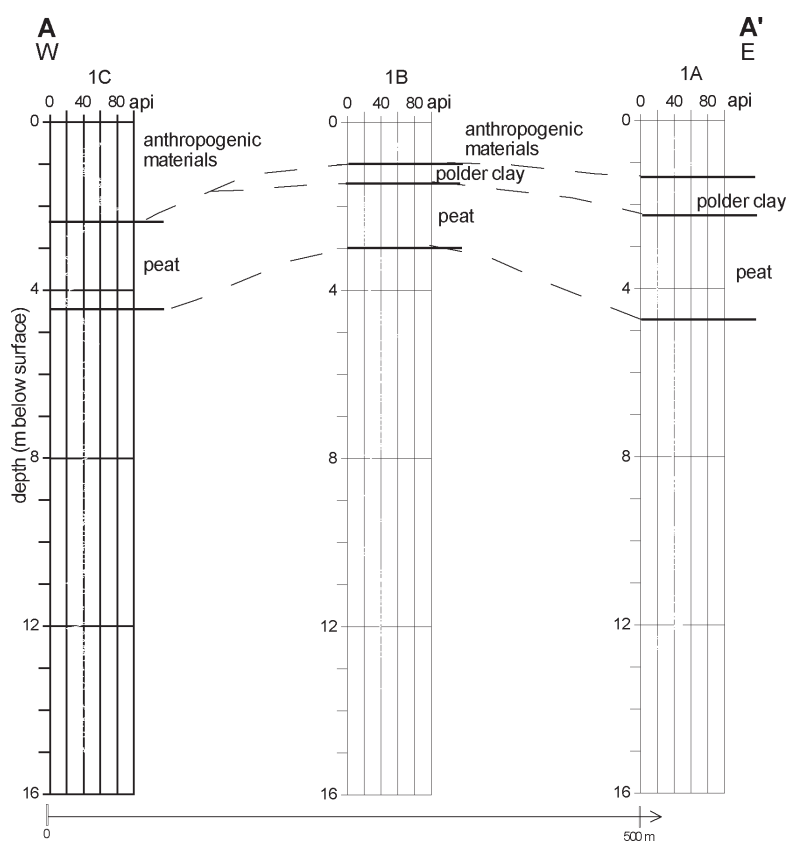 A
W
A'
E
1C
1B
1A
0 40 80 api
0 40 80 api
0 40 80 api
0
0
0
anthropogenic
materials
anthropogenic
materials
polder clay
polder clay
peat
peat
peat
4
4
4
8
8
8
12
12
12
16
16
16
depth (m below surface)
0
500 m